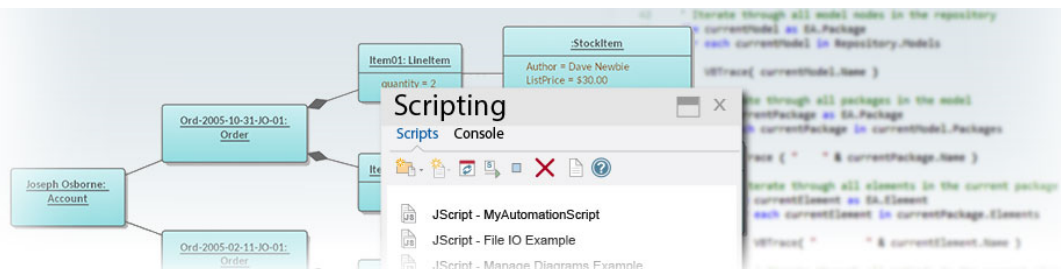 Joseph Osborne:
Account
Ord-2005-10-31-JO-01:
Order
Ord-2005-02-11-JO-01:
Order
Item01: LineItem
quantity = 2
:StockItem
Author = Dave Newbie
ListPrice = $30.00
Scripting
Scripts Console
JScript - MyAutomationScript
JScript - File IO Example
JScript - Manage Diagrams Example
Iterate through all model nodes in the repository
currentModel as EA.Package
each currentModel in Repository.Models
VBTrace( currentModel.Name )
through all packages in the model
as EA.Package
currentPackage in currentModel.Packages
( " " & currentPackage.Name )
through all elements in the current package
currentElement as EA.Element
each currentElement in currentPackage.Elements
VBTrace( " " & currentElement.Name )